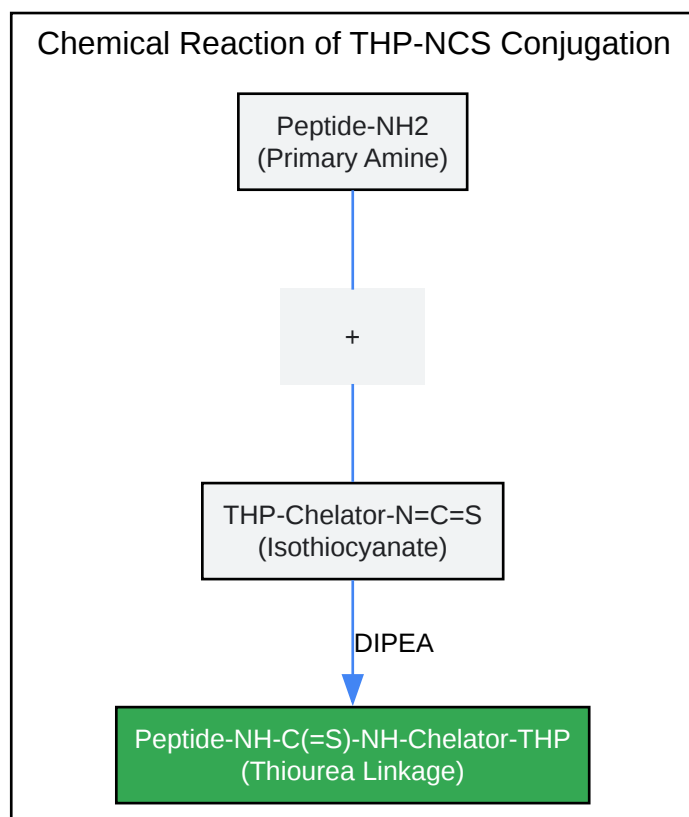 Chemical Reaction of THP-NCS Conjugation
Peptide-NH2
(Primary Amine)
+
THP-Chelator-N=C=S
(Isothiocyanate)
DIPEA
Peptide-NH-C(=S)-NH-Chelator-THP
(Thiourea Linkage)